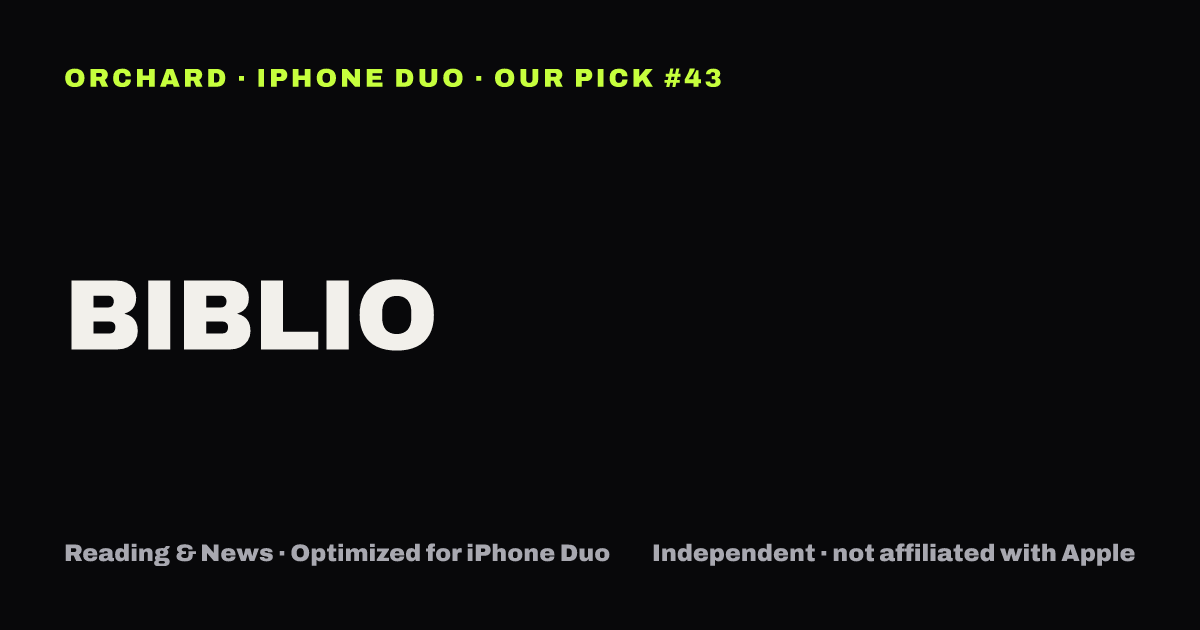 ORCHARD · IPHONE DUO · OUR PICK #43
BIBLIO
Reading & News · Optimized for iPhone Duo
Independent · not affiliated with Apple